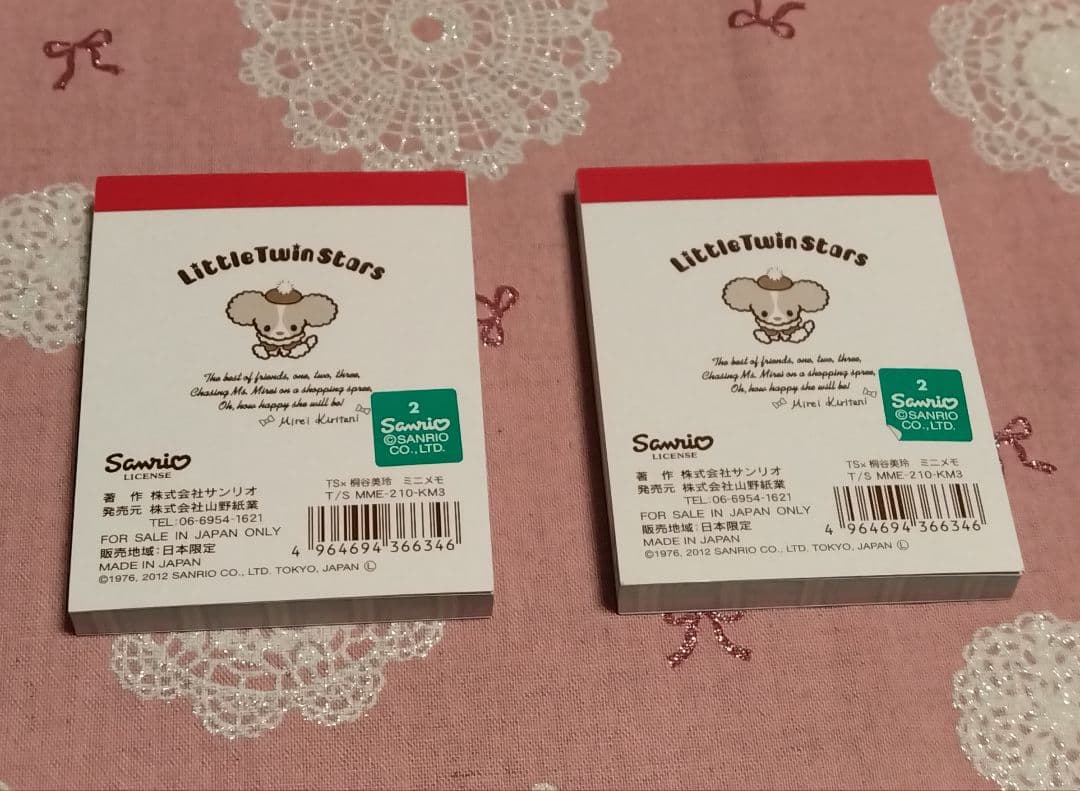 Little Twin Stars
The best of friends, one, two, three,
Chasing Ms. Mirei on a shopping spree,
Oh, how happy she will be!
Mirei Kiritani
2
Sanrio
©SANRIO
CO., LTD.
Sanrio
LICENSE
著 作 株式会社サンリオ
発売元 株式会社山野紙業
TEL:06-6954-1621
FOR SALE IN JAPAN ONLY
販売地域:日本限定
MADE IN JAPAN
©1976, 2012 SANRIO CO., LTD. TOKYO, JAPAN Ⓛ
TS× 桐谷美玲 ミニメモ
T/S MME-210-KM3
4 964694 366346
Little Twin Stars
The best of friends, one, two, three,
Chasing Ms. Mirei on a shopping spree,
Oh, how happy she will be!
Mirei Kiritani
2
Sanrio
©SANRIO
CO., LTD.
Sanrio
LICENSE
著 作 株式会社サンリオ
発売元 株式会社山野紙業
TEL:06-6954-1621
FOR SALE IN JAPAN ONLY
販売地域:日本限定
MADE IN JAPAN
©1976, 2012 SANRIO CO., LTD. TOKYO, JAPAN Ⓛ
TS× 桐谷美玲 ミニメモ
T/S MME-210-KM3
4 964694 366346